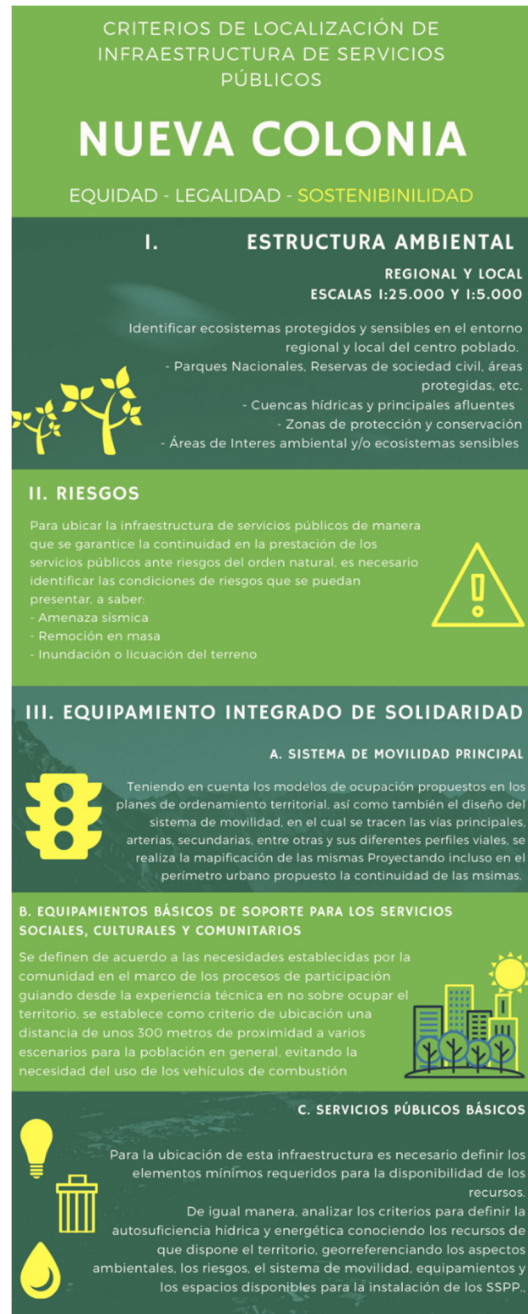 CRITERIOS DE LOCALIZACIÓN DE
INFRAESTRUCTURA DE SERVICIOS
PÚBLICOS
NUEVA COLONIA
EQUIDAD - LEGALIDAD - SOSTENIBINILIDAD
I. ESTRUCTURA AMBIENTAL
REGIONAL Y LOCAL
ESCALAS 1:25.000 Y 1:5.000
Identificar ecosistemas protegidos y sensibles en el entorno
regional y local del centro poblado.
- Parques Nacionales, Reservas de sociedad civil, áreas
protegidas, etc.
- Cuencas hídricas y principales afluentes
- Zonas de protección y conservación
- Áreas de Interes ambiental y/o ecosistemas sensibles
II. RIESGOS
Para ubicar la infraestructura de servicios públicos de manera
que se garantice la continuidad en la prestación de los
servicios públicos ante riesgos del orden natural, es necesario
identificar las condiciones de riesgos que se puedan
presentar, a saber:
- Amenaza sísmica
- Remoción en masa
- Inundación o licuación del terreno
III. EQUIPAMIENTO INTEGRADO DE SOLIDARIDAD
A. SISTEMA DE MOVILIDAD PRINCIPAL
Teniendo en cuenta los modelos de ocupación propuestos en los
planes de ordenamiento territorial, así como también el diseño del
sistema de movilidad, en el cual se tracen las vías principales,
arterias, secundarias, entre otras y sus diferentes perfiles viales, se
realiza la mapificación de las mismas Proyectando incluso en el
perímetro urbano propuesto la continuidad de las msimas.
B. EQUIPAMIENTOS BÁSICOS DE SOPORTE PARA LOS SERVICIOS
SOCIALES, CULTURALES Y COMUNITARIOS
Se definen de acuerdo a las necesidades establecidas por la
comunidad en el marco de los procesos de participación
guiando desde la experiencia técnica en no sobre ocupar el
territorio, se establece como criterio de ubicación una
distancia de unos 300 metros de proximidad a varios
escenarios para la población en general, evitando la
necesidad del uso de los vehículos de combustión
C. SERVICIOS PÚBLICOS BÁSICOS
Para la ubicación de esta infraestructura es necesario definir los
elementos mínimos requeridos para la disponibilidad de los
recursos.
De igual manera, analizar los criterios para definir la
autosuficiencia hídrica y energética conociendo los recursos de
que dispone el territorio, georreferenciando los aspectos
ambientales, los riesgos, el sistema de movilidad, equipamientos y
los espacios disponibles para la instalación de los SSPP.